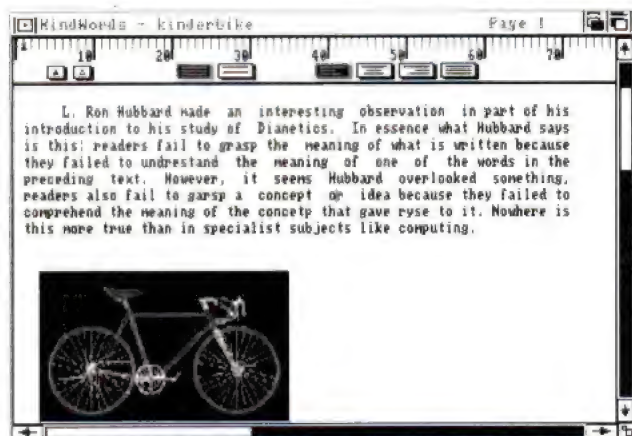 KindWords - kinderbike Page 1
10 20 30 40 50 60 70
L. Ron Hubbard made an interesting observation in part of his
introduction to his study of Dianetics. In essence what Hubbard says
is this: readers fail to grasp the meaning of what is written because
they failed to undrestand the meaning of one of the words in the
preceding text. However, it seems Hubbard overlooked something,
readers also fail to garsp a concept or idea because they failed to
comprehend the meaning of the concetp that gave ryse to it. Nowhere is
this more true than in specialist subjects like computing.